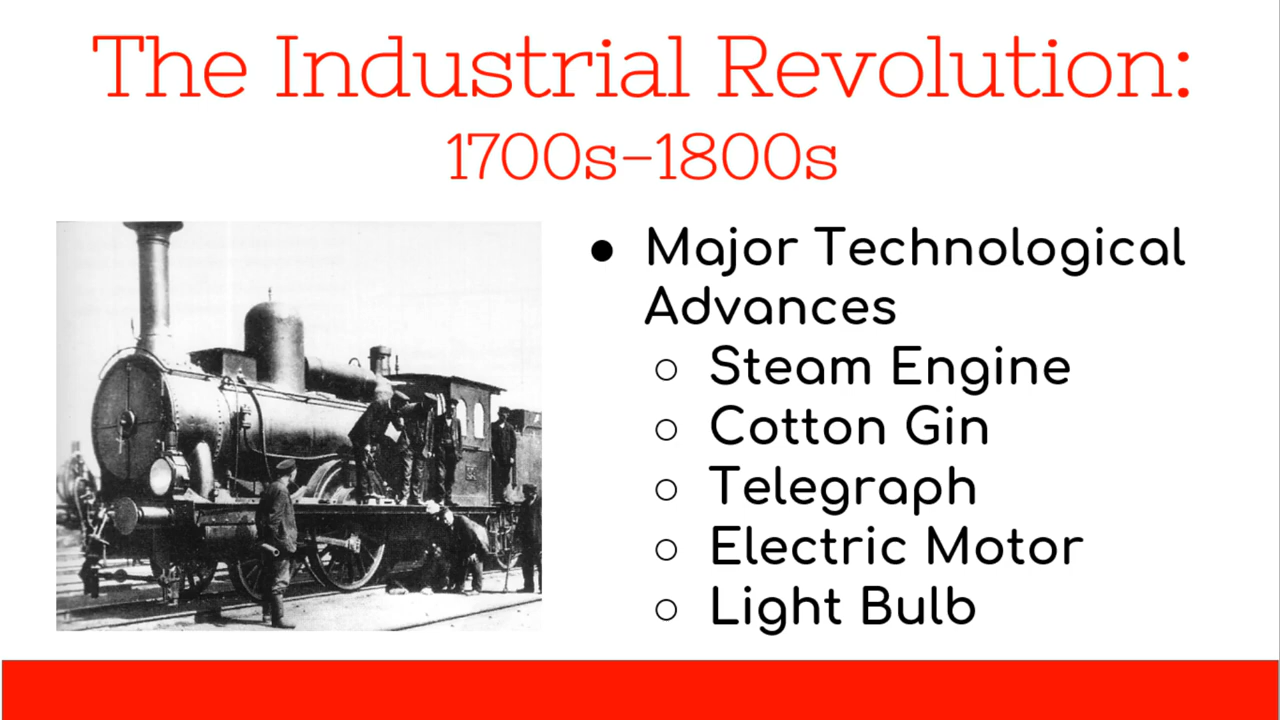 The Industrial Revolution:
1700s-1800s
● Major Technological
Advances
○ Steam Engine
○ Cotton Gin
○ Telegraph
○ Electric Motor
○ Light Bulb